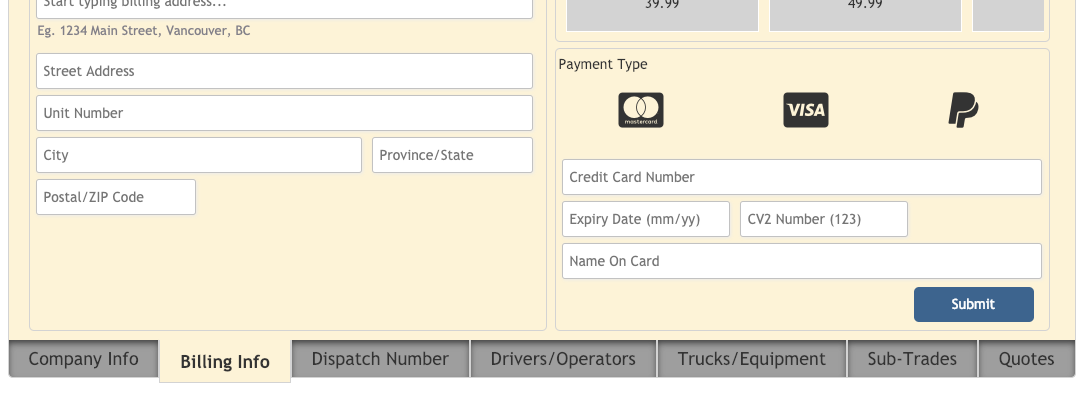 Start typing billing address...
Eg. 1234 Main Street, Vancouver, BC
Street Address
Unit Number
City Province/State
Postal/ZIP Code
39.99 49.99
Payment Type
mastercard VISA
Credit Card Number
Expiry Date (mm/yy) CV2 Number (123)
Name On Card
Submit
Company Info Billing Info Dispatch Number Drivers/Operators Trucks/Equipment Sub-Trades Quotes